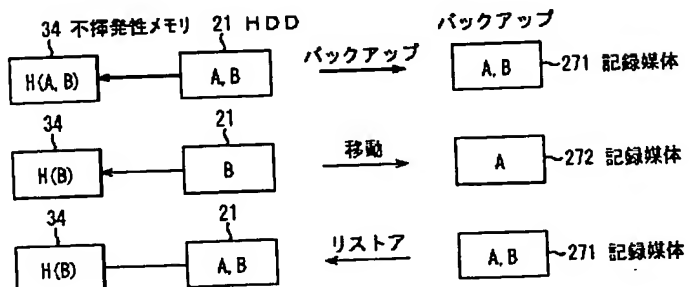 バックアップ
34 不揮発性メモリ 21 HDD
H(A, B) A, B バックアップ A, B 271 記録媒体
34 21
H(B) B 移動 A 272 記録媒体
34 21
H(B) A, B リストア A, B 271 記録媒体